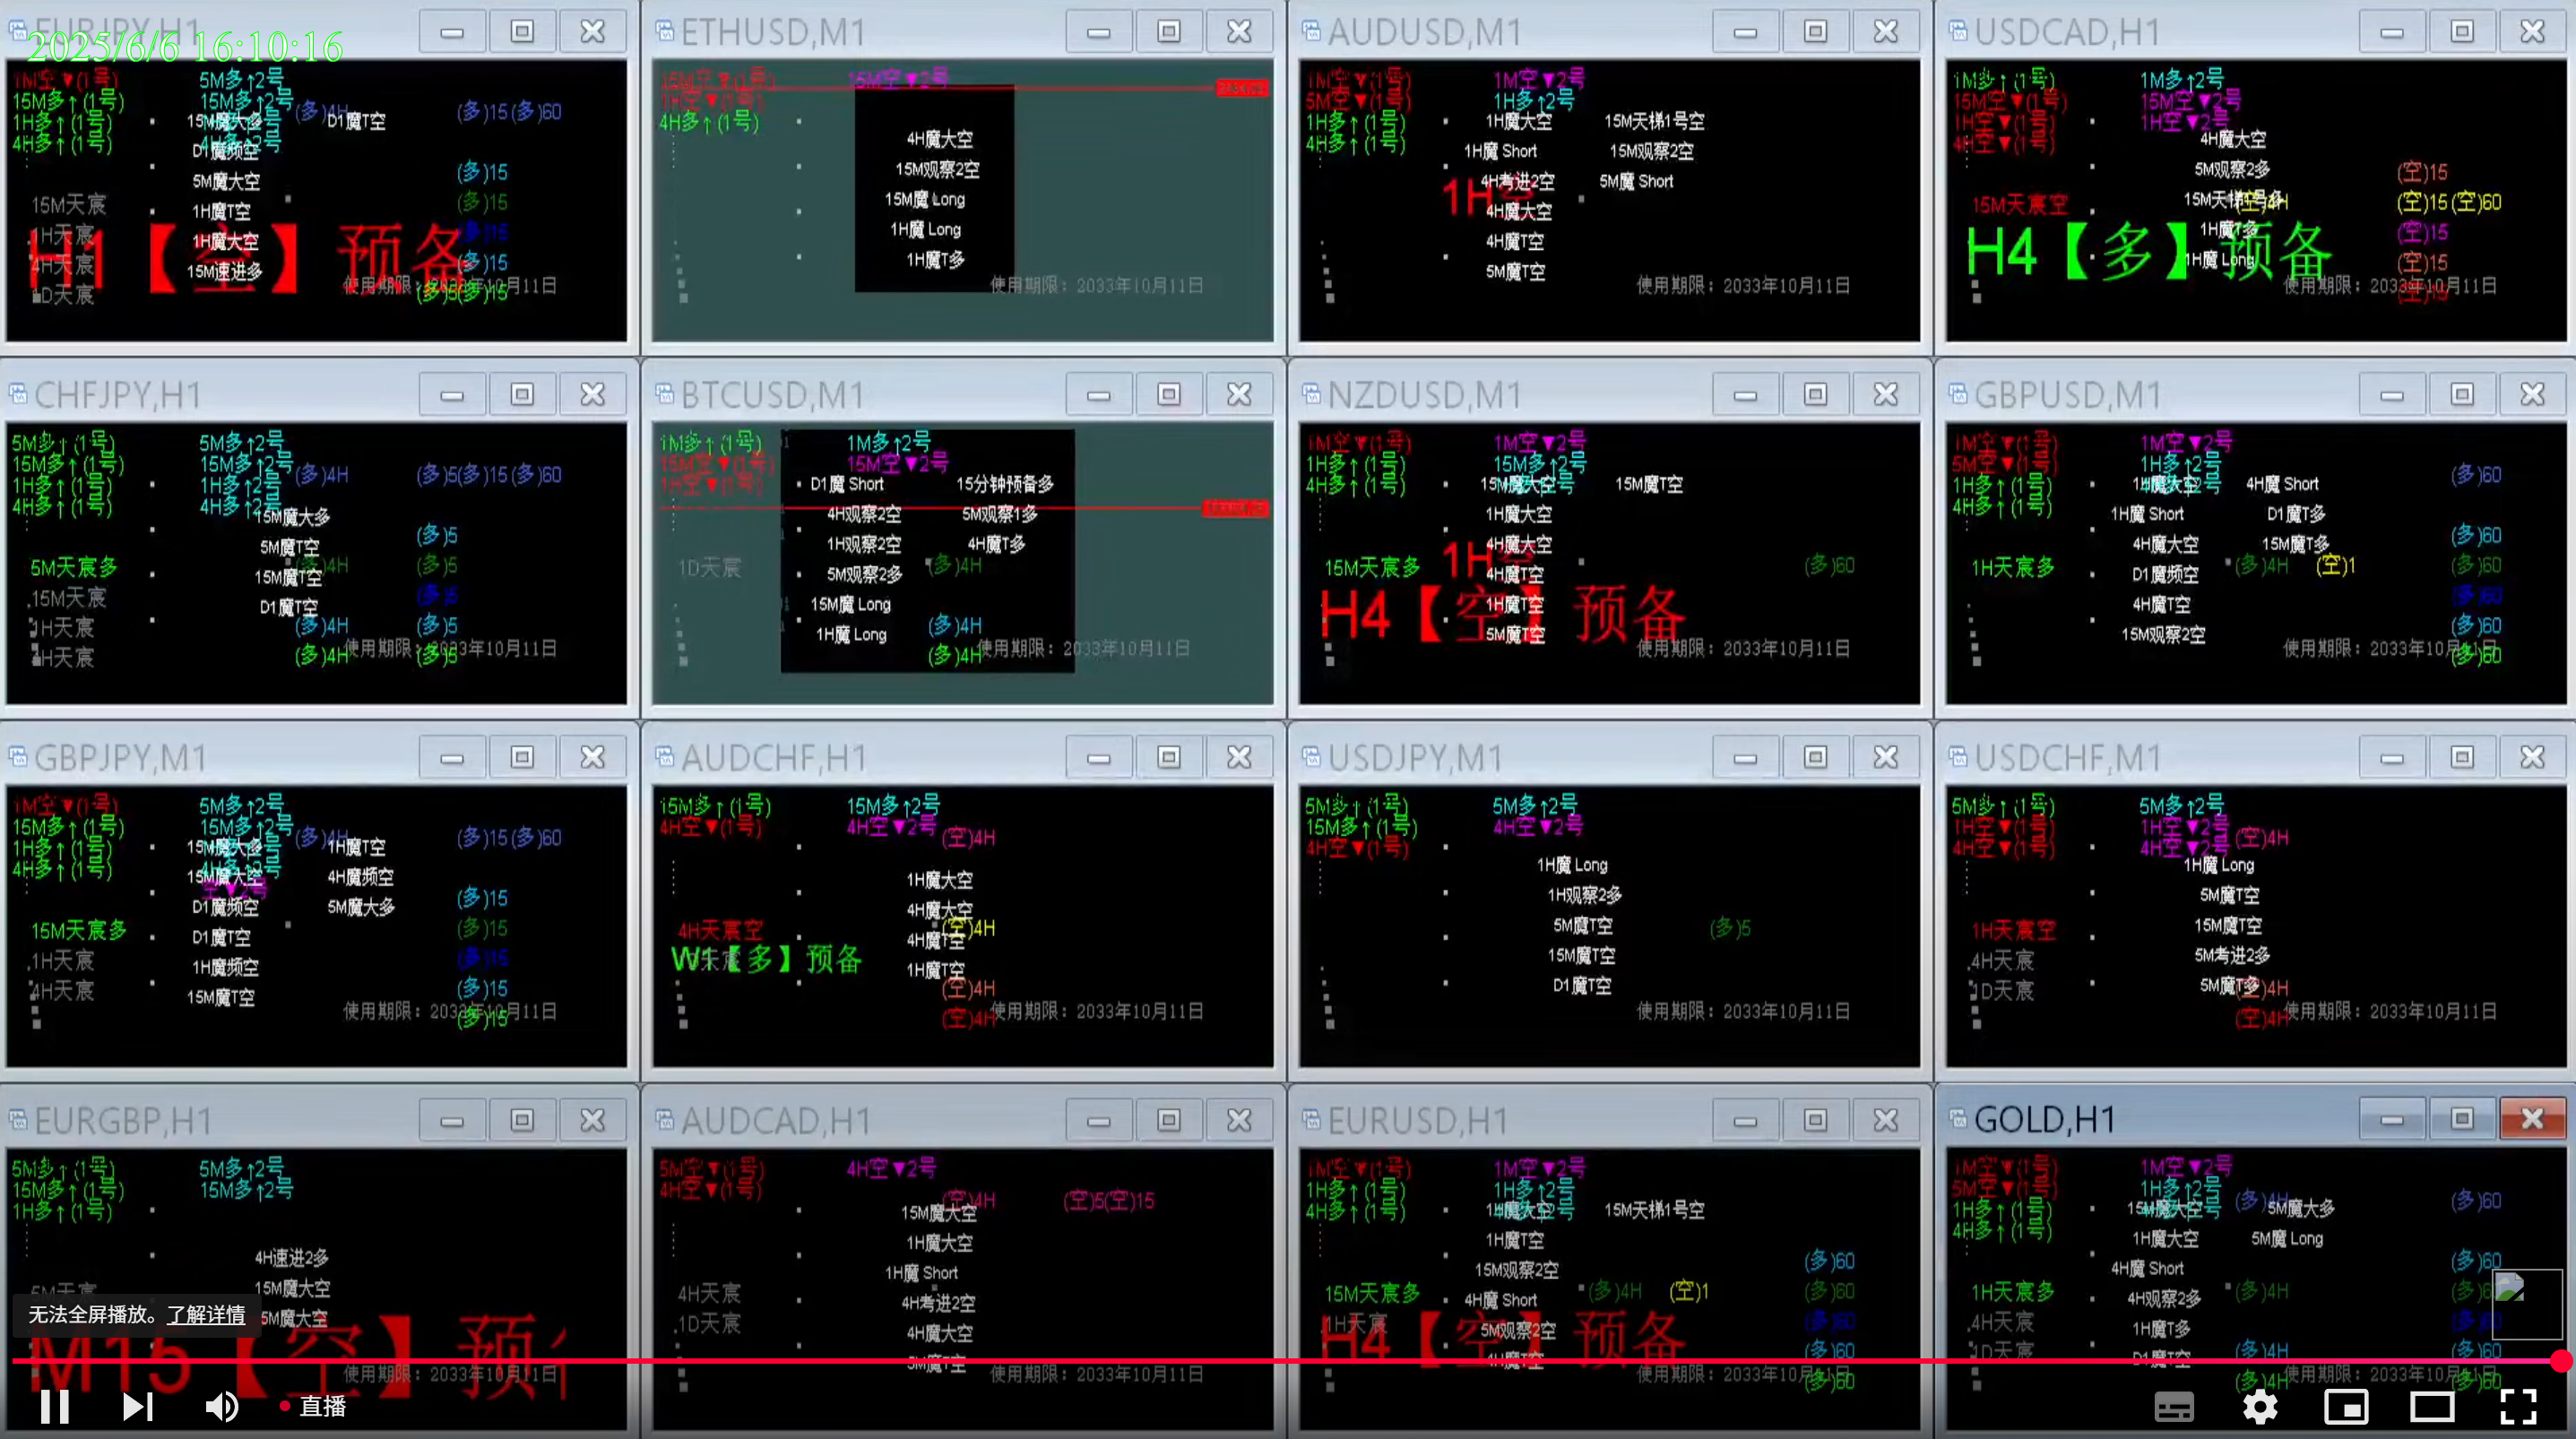 2025/6/6 16:10:16
EURJPY,H1
1M空▼(1号) 5M多↑2号
15M多↑(1号) 15M多↑2号 (多)4H (多)15(多)60
1H多↑(1号) 15M魔大多 D1魔T空
4H多↑(1号) 4H多↑2号
D1魔频空
5M魔大空 (多)15
15M天宸 1H魔T空 (多)15
1H天宸 1H魔大空 (多)15
4H天宸 15M速进多 (多)15
1D天宸 (多)5(多)15
H1【空】预备
使用期限：2033年10月11日
ETHUSD,M1
15M空▼(1号) 15M空▼2号
1H空▼(1号)
4H多↑(1号)
4H魔大空
15M观察2空
15M魔 Long
1H魔 Long
1H魔T多
使用期限：2033年10月11日
AUDUSD,M1
1M空▼(1号) 1M空▼2号
5M空▼(1号) 1H多↑2号
1H多↑(1号) 1H魔大空 15M天梯1号空
4H多↑(1号) 1H魔 Short 15M观察2空
4H考进2空 5M魔 Short
4H魔大空
4H魔T空
5M魔T空
使用期限：2033年10月11日
USDCAD,H1
1M多↑(1号) 1M多↑2号
15M空▼(1号) 15M空▼2号
1H空▼(1号) 1H空▼2号
4H空▼(1号) 4H魔大空
5M观察2多 (空)15
15M天宸空 (空)15(空)60
1H魔T多 (空)15
1H魔 Long (空)15
(空)15
H4【多】预备
使用期限：2033年10月11日
CHFJPY,H1
5M多↑(1号) 5M多↑2号
15M多↑(1号) 15M多↑2号 (多)4H (多)5(多)15(多)60
1H多↑(1号) 1H多↑2号
4H多↑(1号) 4H多↑2号
15M魔大多
5M魔T空 (多)5
5M天宸多 (多)4H (多)5
15M天宸 15M魔T空 (多)5
D1魔T空
1H天宸 (多)4H (多)5
4H天宸 (多)4H (多)5
使用期限：2033年10月11日
BTCUSD,M1
1M多↑(1号) 1M多↑2号
15M空▼(1号) 15M空▼2号
1H空▼(1号) D1魔 Short 15分钟预备多
4H观察2空 5M观察1多
1H观察2空 4H魔T多
1D天宸 5M观察2多 (多)4H
15M魔 Long
1H魔 Long (多)4H
(多)4H
使用期限：2033年10月11日
NZDUSD,M1
1M空▼(1号) 1M空▼2号
1H多↑(1号) 15M多↑2号
4H多↑(1号) 15M魔大空 15M魔T空
1H魔大空
4H魔大空
15M天宸多 4H魔T空 (多)60
1H魔T空
5M魔T空
H4【空】预备
使用期限：2033年10月11日
GBPUSD,M1
1M空▼(1号) 1M空▼2号
5M空▼(1号) 1H多↑2号 (多)60
1H多↑(1号) 1H魔大空 4H魔 Short
4H多↑(1号) 1H魔 Short D1魔T多
4H魔大空 15M魔T多 (多)60
1H天宸多 D1魔频空 (多)4H (空)1 (多)60
4H魔T空 (多)60
15M观察2空 (多)60
(多)60
使用期限：2033年10月11日
GBPJPY,M1
1M空▼(1号) 5M多↑2号
15M多↑(1号) 15M多↑2号 (多)4H (多)15(多)60
1H多↑(1号) 15M魔大多 1H魔T空
4H多↑(1号) 4H多↑2号
15M魔大空 4H魔频空
D1魔频空 5M魔大多 (多)15
15M天宸多 D1魔T空 (多)15
1H天宸 1H魔频空 (多)15
4H天宸 15M魔T空 (多)15
(多)15
使用期限：2033年10月11日
AUDCHF,H1
15M多↑(1号) 15M多↑2号
4H空▼(1号) 4H空▼2号 (空)4H
1H魔大空
4H魔大空
4H天宸空 (空)4H
4H魔T空
W1【多】预备
1H魔T空
(空)4H
(空)4H
使用期限：2033年10月11日
USDJPY,M1
5M多↑(1号) 5M多↑2号
15M多↑(1号) 4H空▼2号
4H空▼(1号)
1H魔 Long
1H观察2多
5M魔T空 (多)5
15M魔T空
D1魔T空
使用期限：2033年10月11日
USDCHF,M1
5M多↑(1号) 5M多↑2号
1H空▼(1号) 1H空▼2号 (空)4H
4H空▼(1号) 4H空▼2号
1H魔 Long
5M魔T空
1H天宸空 15M魔T空
4H天宸 5M考进2多
1D天宸 5M魔T多 (空)4H
(空)4H
使用期限：2033年10月11日
EURGBP,H1
5M多↑(1号) 5M多↑2号
15M多↑(1号) 15M多↑2号
1H多↑(1号)
4H速进2多
5M天宸 15M魔大空
5M魔大空
M15【空】预
使用期限：2033年10月11日
AUDCAD,H1
5M空▼(1号) 4H空▼2号
4H空▼(1号) (空)4H (空)5(空)15
15M魔大空
1H魔大空
1H魔 Short
4H天宸 4H考进2空
1D天宸 4H魔大空
5M魔T空
使用期限：2033年10月11日
EURUSD,H1
1M空▼(1号) 1M空▼2号
1H多↑(1号) 1H多↑2号
4H多↑(1号) 1H魔大空 15M天梯1号空
1H魔T空
15M观察2空 (多)60
15M天宸多 4H魔 Short (多)4H (空)1 (多)60
1H天宸 5M观察2空 (多)60
4H魔T空 (多)60
(多)60
H4【空】预备
使用期限：2033年10月11日
GOLD,H1
1M空▼(1号) 1M空▼2号
5M空▼(1号) 1H多↑2号 (多)4H (多)60
1H多↑(1号) 15M魔大空 5M魔大多
4H多↑(1号) 1H魔大空 5M魔 Long
4H魔 Short (多)60
1H天宸多 4H观察2多 (多)4H
4H天宸 1H魔T多
1D天宸 D1魔T空 (多)4H (多)60
(多)4H (多)60
使用期限：2033年10月11日
无法全屏播放。了解详情
直播